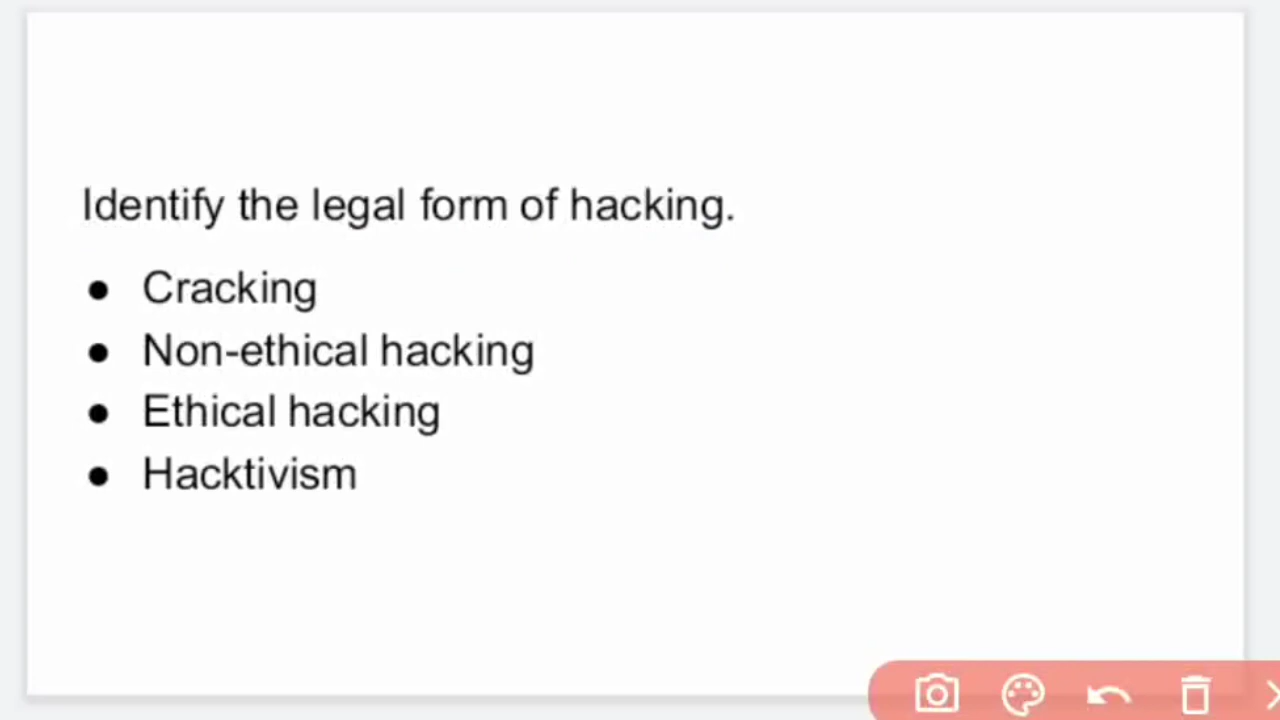 Identify the legal form of hacking.
● Cracking
● Non-ethical hacking
● Ethical hacking
● Hacktivism